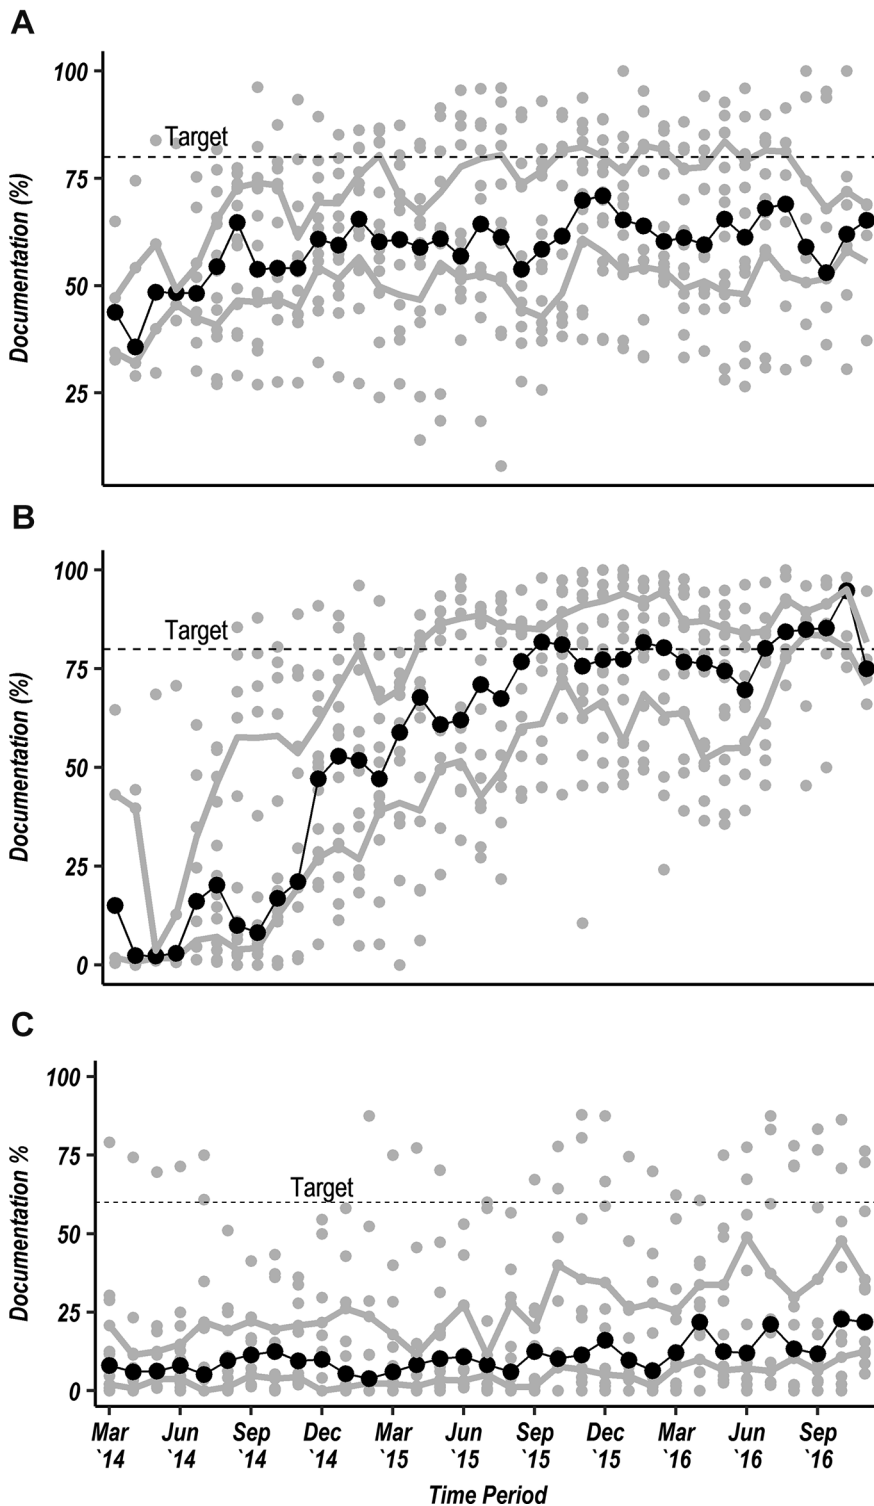 A
100
75
50
25
Documentation (%)
Target
B
100
75
50
25
0
Documentation (%)
Target
C
100
75
50
25
0
Documentation %
Target
Mar Jun Sep Dec Mar Jun Sep Dec Mar Jun Sep
`14 `14 `14 `14 `15 `15 `15 `15 `16 `16 `16
Time Period